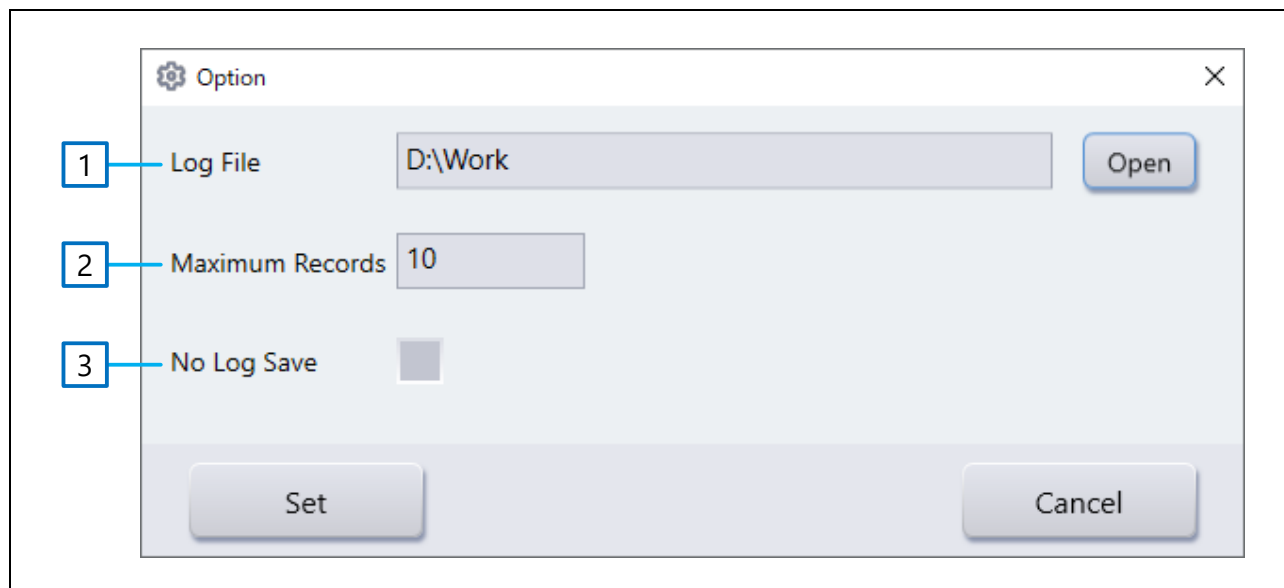 Option
1 Log File D:\Work Open
2 Maximum Records 10
3 No Log Save
Set Cancel